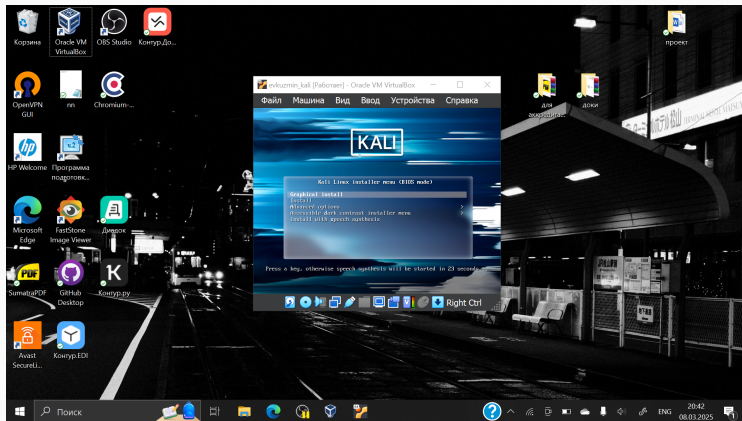 Корзина
Oracle VM
VirtualBox
OBS Studio
Контур.До...
проект
OpenVPN
GUI
nn
Chromium-...
для
аккредита...
доки
HP Welcome
Программа
подготовк...
Microsoft
Edge
FastStone
Image Viewer
Диадок
SumatraPDF
GitHub
Desktop
Контур.ру
Avast
SecureLi...
Контур.EDI
evkuzmin_kali [Работает] - Oracle VM VirtualBox
Файл Машина Вид Ввод Устройства Справка
KALI
Kali Linux installer menu (BIOS mode)
Graphical install
Install
Advanced options >
Accessible dark contrast installer menu >
Install with speech synthesis
Press a key, otherwise speech synthesis will be started in 23 seconds
Right Ctrl
Поиск
ENG
20:42
08.03.2025